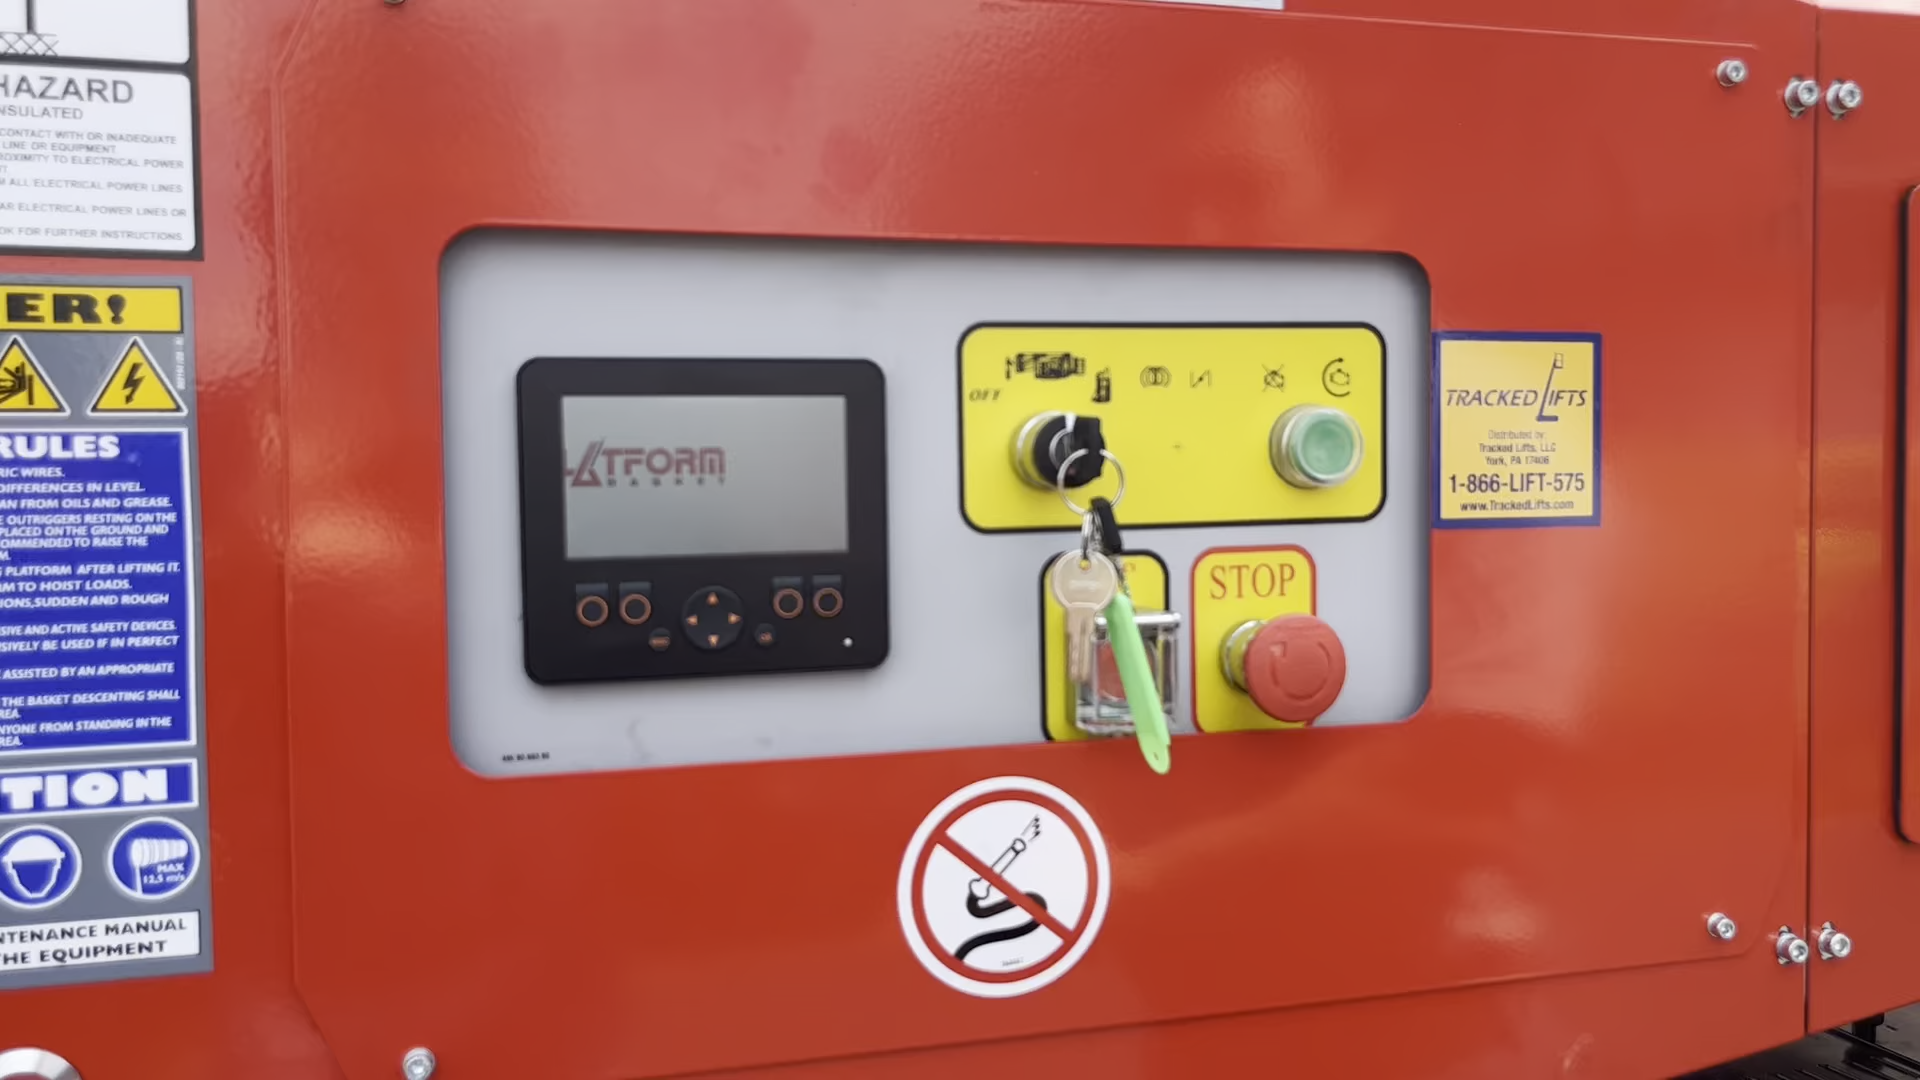 HAZARD
NSULATED
CONTACT WITH OR INADEQUATE
LINE OR EQUIPMENT
OXIMITY TO ELECTRICAL POWER
ALL ELECTRICAL POWER LINES
AR ELECTRICAL POWER LINES OR
OK FOR FURTHER INSTRUCTIONS.
ER!
RULES
RIC WIRES.
DIFFERENCES IN LEVEL.
AN FROM OILS AND GREASE.
E OUTRIGGERS RESTING ON THE
PLACED ON THE GROUND AND
OMMENDED TO RAISE THE
M.
PLATFORM AFTER LIFTING IT.
M TO HOIST LOADS.
IONS,SUDDEN AND ROUGH
SIVE AND ACTIVE SAFETY DEVICES.
SIVELY BE USED IF IN PERFECT
ASSISTED BY AN APPROPRIATE
THE BASKET DESCENTING SHALL
REA.
NYONE FROM STANDING IN THE
REA.
TION
MAX
12,5 m/s
NTENANCE MANUAL
THE EQUIPMENT
ATFORM
BASKET
OFF
STOP
TRACKED LIFTS
Distributed by:
Tracked Lifts, LLC
York, PA 17406
1-866-LIFT-575
www.TrackedLifts.com